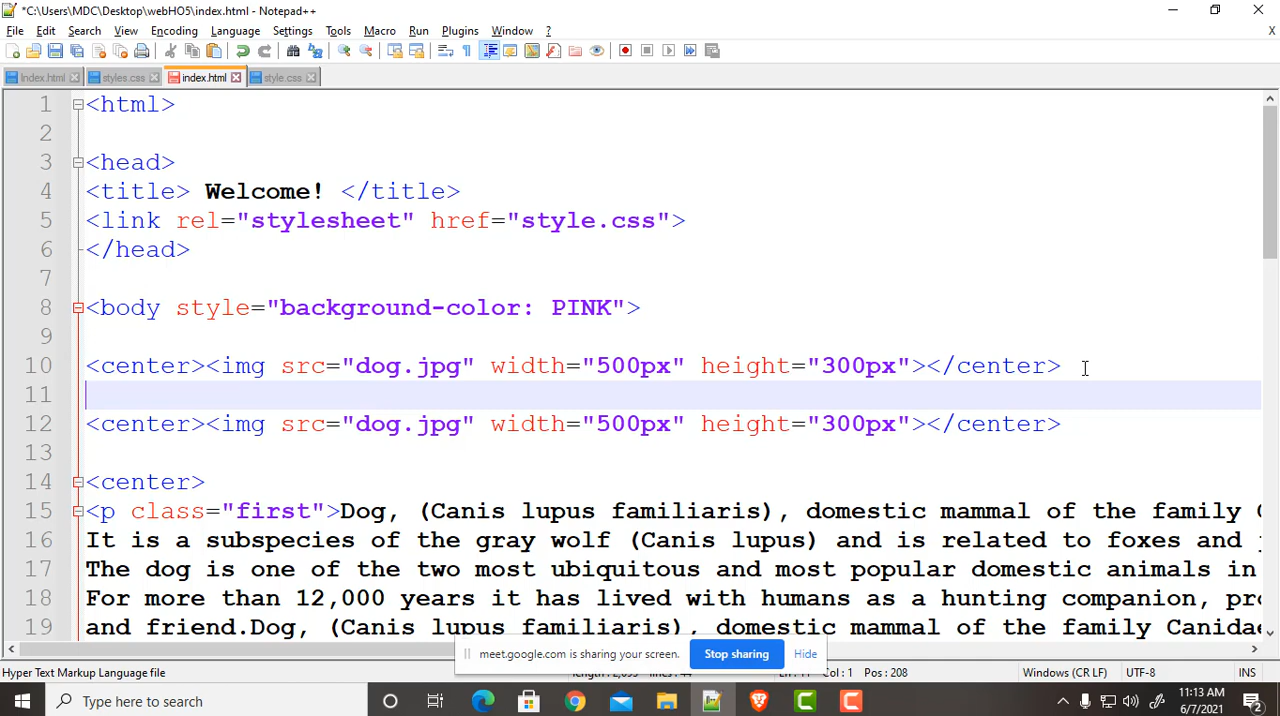 *C:\Users\MDC\Desktop\webHO5\index.html - Notepad++
File Edit Search View Encoding Language Settings Tools Macro Run Plugins Window ? X
Index.html styles.css index.html style.css
1 <html>
2
3 <head>
4 <title> Welcome! </title>
5 <link rel="stylesheet" href="style.css">
6 </head>
7
8 <body style="background-color: PINK">
9
10 <center><img src="dog.jpg" width="500px" height="300px"></center>
11
12 <center><img src="dog.jpg" width="500px" height="300px"></center>
13
14 <center>
15 <p class="first">Dog, (Canis lupus familiaris), domestic mammal of the family
16 It is a subspecies of the gray wolf (Canis lupus) and is related to foxes and
17 The dog is one of the two most ubiquitous and most popular domestic animals in
18 For more than 12,000 years it has lived with humans as a hunting companion,
19 and friend.Dog, (Canis lupus familiaris), domestic mammal of the family
meet.google.com is sharing your screen. Stop sharing Hide
Hyper Text Markup Language file Col : 1 Pos : 208 Windows (CR LF) UTF-8 INS
Type here to search
11:13 AM
6/7/2021
2